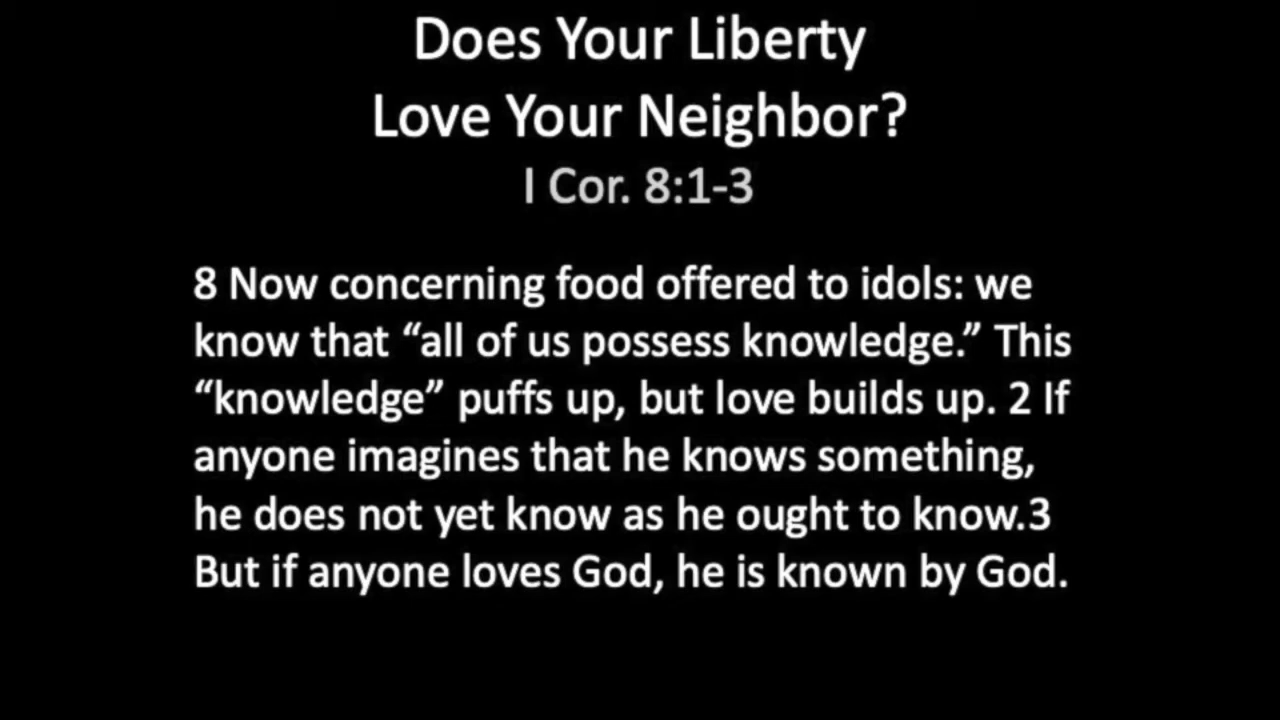 Does Your Liberty
Love Your Neighbor?
I Cor. 8:1-3
8 Now concerning food offered to idols: we
know that “all of us possess knowledge.” This
“knowledge” puffs up, but love builds up. 2 If
anyone imagines that he knows something,
he does not yet know as he ought to know.3
But if anyone loves God, he is known by God.